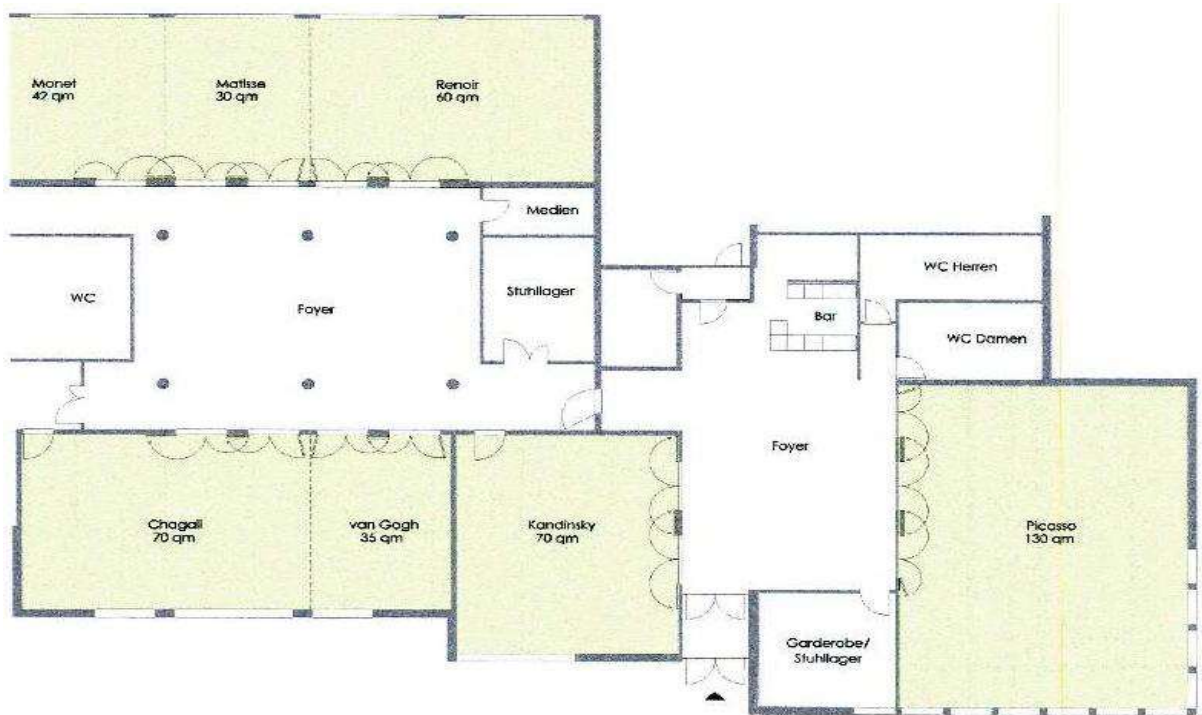 Monet
42 qm
Matisse
30 qm
Renoir
60 qm
Medien
WC
Foyer
Stuhllager
WC Herren
Bar
WC Damen
Foyer
Chagall
70 qm
van Gogh
35 qm
Kandinsky
70 qm
Picasso
130 qm
Garderobe/
Stuhllager